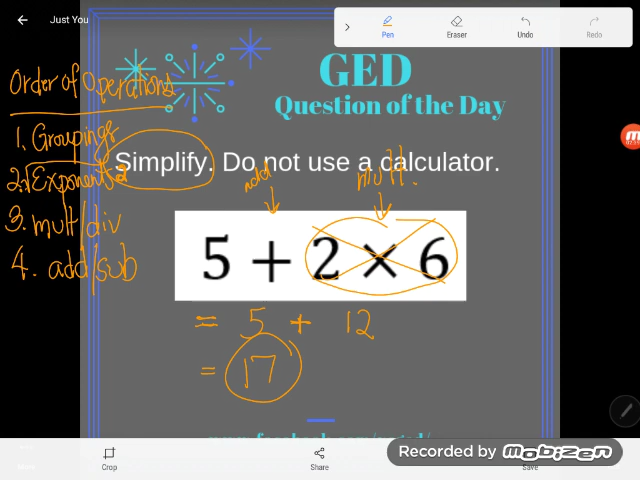 Just You
Pen
Eraser
Undo
Redo
GED
Question of the Day
Order of Operations
1. Groupings
2. Exponents
3. mult/div
4. add/sub
Simplify. Do not use a calculator.
add
mult.
5 + 2 × 6
= 5 + 12
= 17
Crop
Share
Save
Recorded by Mobizen